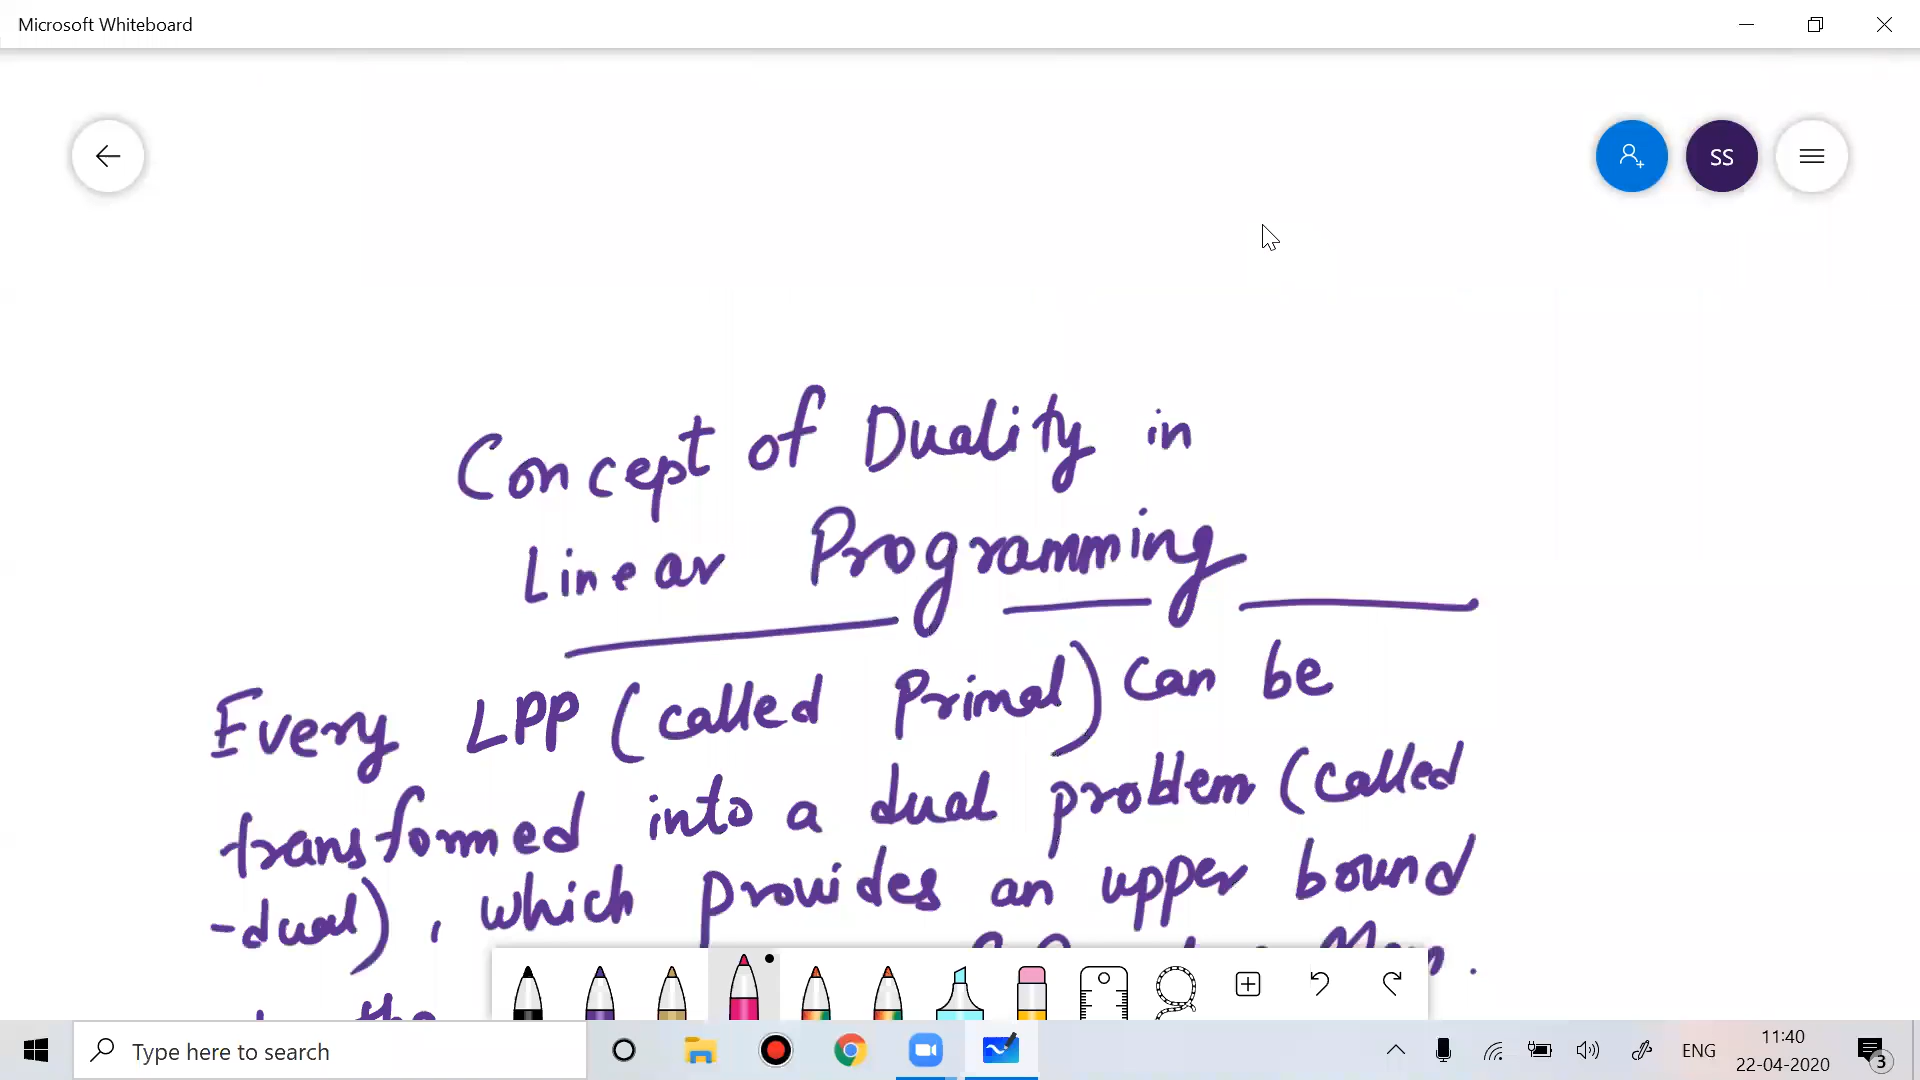 Microsoft Whiteboard
SS
Concept of Duality in
Linear Programming
Every LPP (called Primal) can be
transformed into a dual problem (called
-dual), which provides an upper bound
the
Type here to search
ENG
11:40
22-04-2020
3